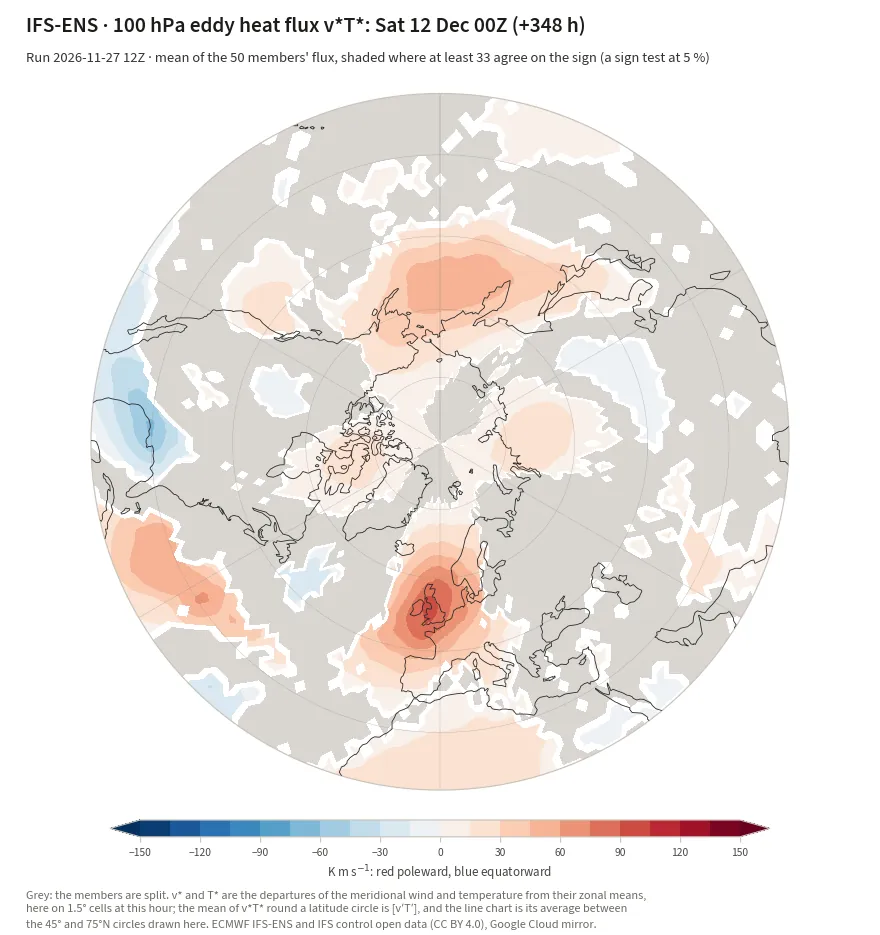 IFS-ENS · 100 hPa eddy heat flux v*T*: Sat 12 Dec 00Z (+348 h)
Run 2026-11-27 12Z · mean of the 50 members' flux, shaded where at least 33 agree on the sign (a sign test at 5 %)
−150 −120 −90 −60 −30 0 30 60 90 120 150
K m s⁻¹: red poleward, blue equatorward
Grey: the members are split. v* and T* are the departures of the meridional wind and temperature from their zonal means,
here on 1.5° cells at this hour; the mean of v*T* round a latitude circle is [v′T′], and the line chart is its average between
the 45° and 75°N circles drawn here. ECMWF IFS-ENS and IFS control open data (CC BY 4.0), Google Cloud mirror.